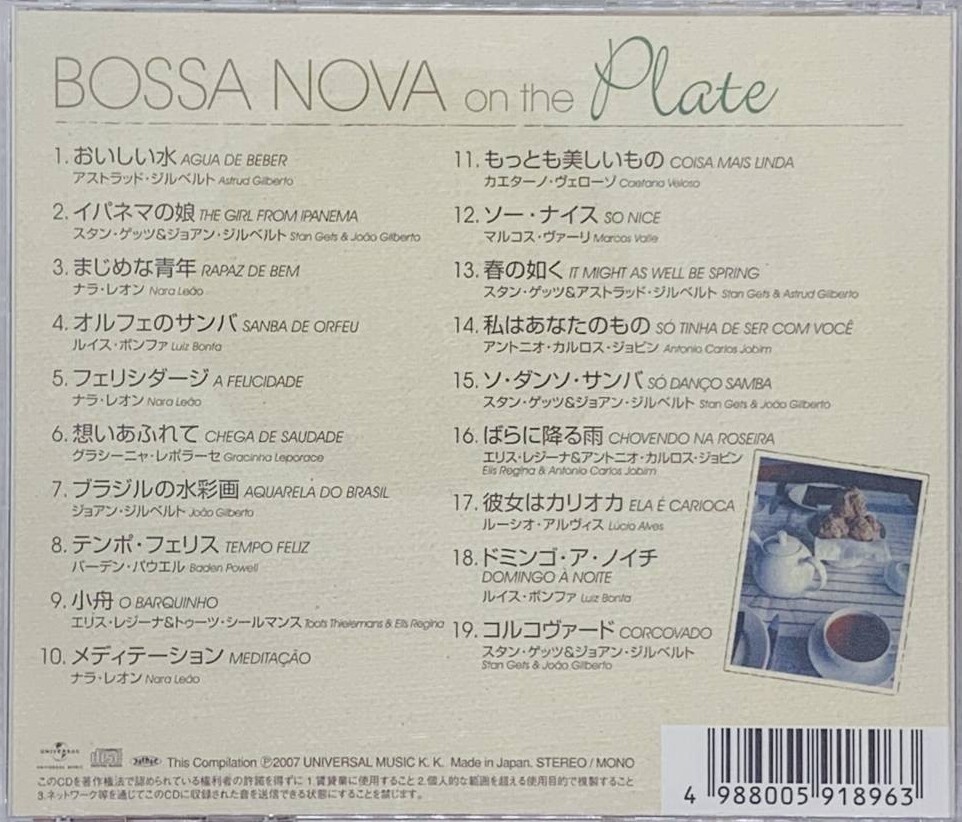 BOSSA NOVA on the Plate
1. おいしい水 AGUA DE BEBER
アストラッド・ジルベルト Astrud Gilberto
2. イパネマの娘 THE GIRL FROM IPANEMA
スタン・ゲッツ&ジョアン・ジルベルト Stan Gets & João Gilberto
3. まじめな青年 RAPAZ DE BEM
ナラ・レオン Nara Leão
4. オルフェのサンバ SANBA DE ORFEU
ルイス・ボンファ Luiz Bonfa
5. フェリシダージ A FELICIDADE
ナラ・レオン Nara Leão
6. 想いあふれて CHEGA DE SAUDADE
グラシーニャ・レポラーセ Gracinha Leporace
7. ブラジルの水彩画 AQUARELA DO BRASIL
ジョアン・ジルベルト João Gilberto
8. テンポ・フェリス TEMPO FELIZ
バーデン・パウエル Baden Powell
9. 小舟 O BARQUINHO
エリス・レジーナ&トゥーツ・シールマンス Toots Thielemans & Elis Regina
10. メディテーション MEDITAÇÃO
ナラ・レオン Nara Leão
11. もっとも美しいもの COISA MAIS LINDA
カエターノ・ヴェローゾ Caetano Veloso
12. ソー・ナイス SO NICE
マルコス・ヴァーリ Marcos Valle
13. 春の如く IT MIGHT AS WELL BE SPRING
スタン・ゲッツ&アストラッド・ジルベルト Stan Gets & Astrud Gilberto
14. 私はあなたのもの SÓ TINHA DE SER COM VOCÊ
アントニオ・カルロス・ジョビン Antonio Carlos Jobim
15. ソ・ダンソ・サンバ SÓ DANÇO SAMBA
スタン・ゲッツ&ジョアン・ジルベルト Stan Gets & João Gilberto
16. ばらに降る雨 CHOVENDO NA ROSEIRA
エリス・レジーナ&アントニオ・カルロス・ジョビン
Elis Regina & Antonio Carlos Jobim
17. 彼女はカリオカ ELA É CARIOCA
ルーシオ・アルヴィス Lúcio Alves
18. ドミンゴ・ア・ノイチ
DOMINGO À NOITE
ルイス・ボンファ Luiz Bonfa
19. コルコヴァード CORCOVADO
スタン・ゲッツ&ジョアン・ジルベルト
Stan Gets & João Gilberto
UNIVERSAL
UNIVERSAL MUSIC
This Compilation ℗2007 UNIVERSAL MUSIC K. K. Made in Japan. STEREO / MONO
このCDを著作権法で認められている権利者の許諾を得ずに 1.賃貸業に使用すること 2.個人的な範囲を超える使用目的で複製すること
3.ネットワーク等を通じてこのCDに収録された音を送信できる状態にすることを禁じます。
4 988005 918963